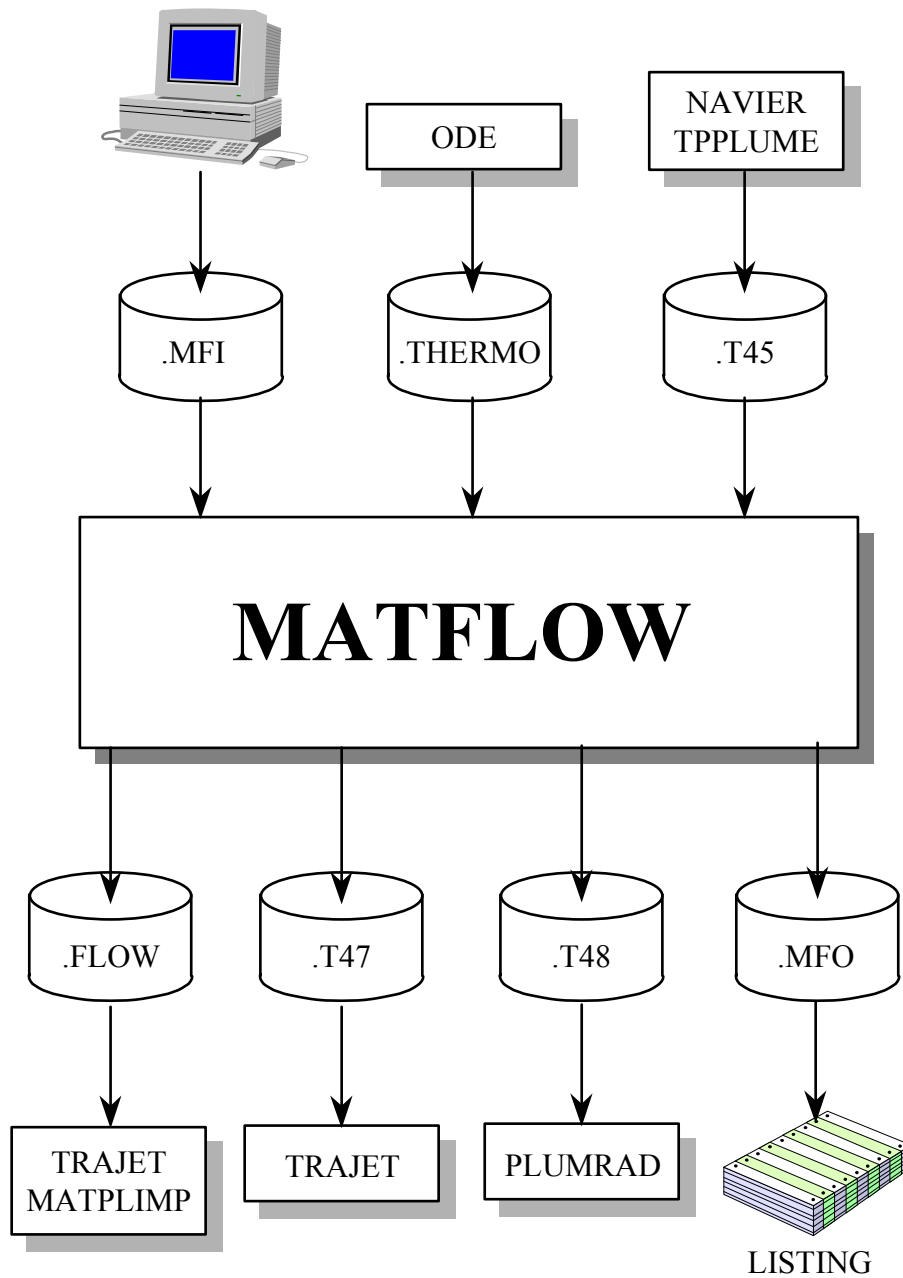 ODE
NAVIER
TPPLUME
.MFI
.THERMO
.T45
MATFLOW
.FLOW
.T47
.T48
.MFO
TRAJET
MATPLIMP
TRAJET
PLUMRAD
LISTING